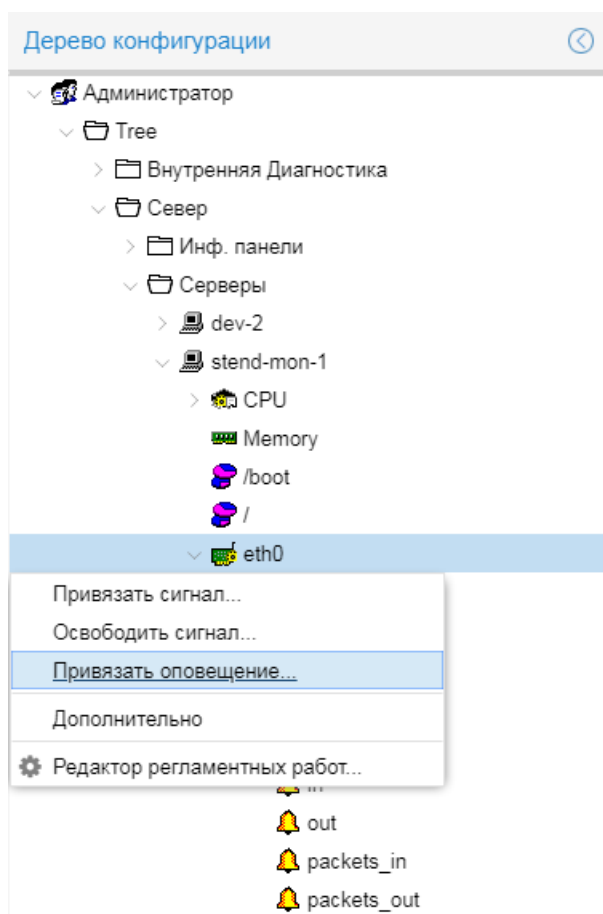 Дерево конфигурации
Администратор
Tree
Внутренняя Диагностика
Север
Инф. панели
Серверы
dev-2
stend-mon-1
CPU
Memory
/boot
/
eth0
Привязать сигнал...
Освободить сигнал...
Привязать оповещение...
Дополнительно
Редактор регламентных работ...
out
packets_in
packets_out